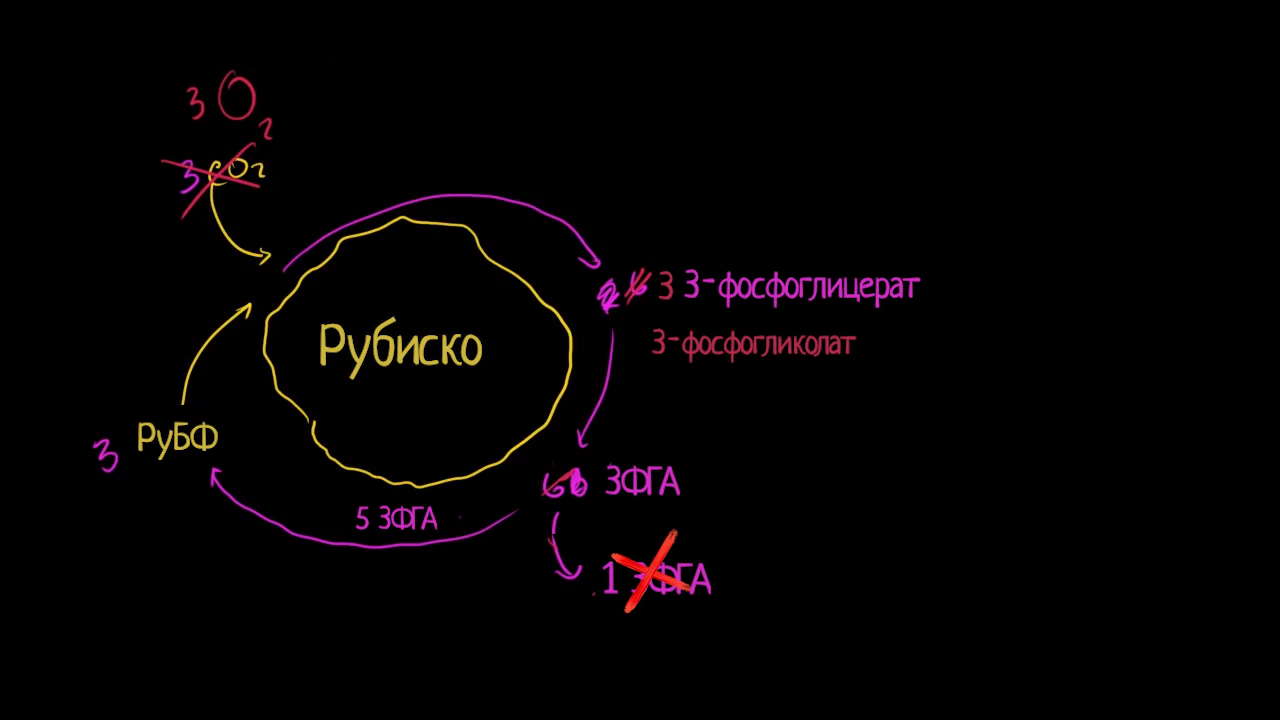 3 O2
3 CO2
3 3-фосфоглицерат
Рубиско
3-фосфогликолат
3 РуБФ
6 3ФГА
5 3ФГА
1 3ФГА